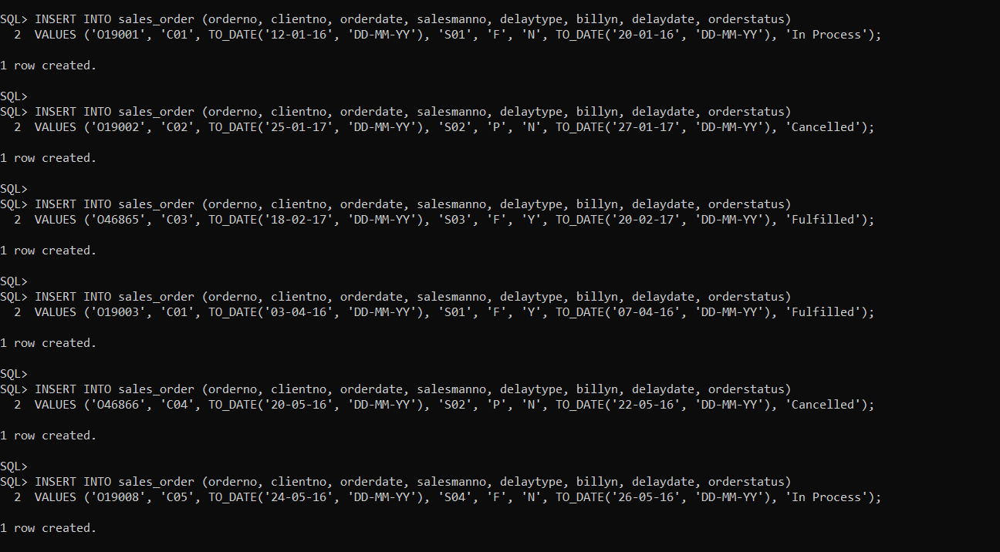 SQL> INSERT INTO sales_order (orderno, clientno, orderdate, salesmanno, delaytype, billyn, delaydate, orderstatus)
  2  VALUES ('O19001', 'C01', TO_DATE('12-01-16', 'DD-MM-YY'), 'S01', 'F', 'N', TO_DATE('20-01-16', 'DD-MM-YY'), 'In Process');
1 row created.
SQL>
SQL> INSERT INTO sales_order (orderno, clientno, orderdate, salesmanno, delaytype, billyn, delaydate, orderstatus)
  2  VALUES ('O19002', 'C02', TO_DATE('25-01-17', 'DD-MM-YY'), 'S02', 'P', 'N', TO_DATE('27-01-17', 'DD-MM-YY'), 'Cancelled');
1 row created.
SQL>
SQL> INSERT INTO sales_order (orderno, clientno, orderdate, salesmanno, delaytype, billyn, delaydate, orderstatus)
  2  VALUES ('O46865', 'C03', TO_DATE('18-02-17', 'DD-MM-YY'), 'S03', 'F', 'Y', TO_DATE('20-02-17', 'DD-MM-YY'), 'Fulfilled');
1 row created.
SQL>
SQL> INSERT INTO sales_order (orderno, clientno, orderdate, salesmanno, delaytype, billyn, delaydate, orderstatus)
  2  VALUES ('O19003', 'C01', TO_DATE('03-04-16', 'DD-MM-YY'), 'S01', 'F', 'Y', TO_DATE('07-04-16', 'DD-MM-YY'), 'Fulfilled');
1 row created.
SQL>
SQL> INSERT INTO sales_order (orderno, clientno, orderdate, salesmanno, delaytype, billyn, delaydate, orderstatus)
  2  VALUES ('O46866', 'C04', TO_DATE('20-05-16', 'DD-MM-YY'), 'S02', 'P', 'N', TO_DATE('22-05-16', 'DD-MM-YY'), 'Cancelled');
1 row created.
SQL>
SQL> INSERT INTO sales_order (orderno, clientno, orderdate, salesmanno, delaytype, billyn, delaydate, orderstatus)
  2  VALUES ('O19008', 'C05', TO_DATE('24-05-16', 'DD-MM-YY'), 'S04', 'F', 'N', TO_DATE('26-05-16', 'DD-MM-YY'), 'In Process');
1 row created.